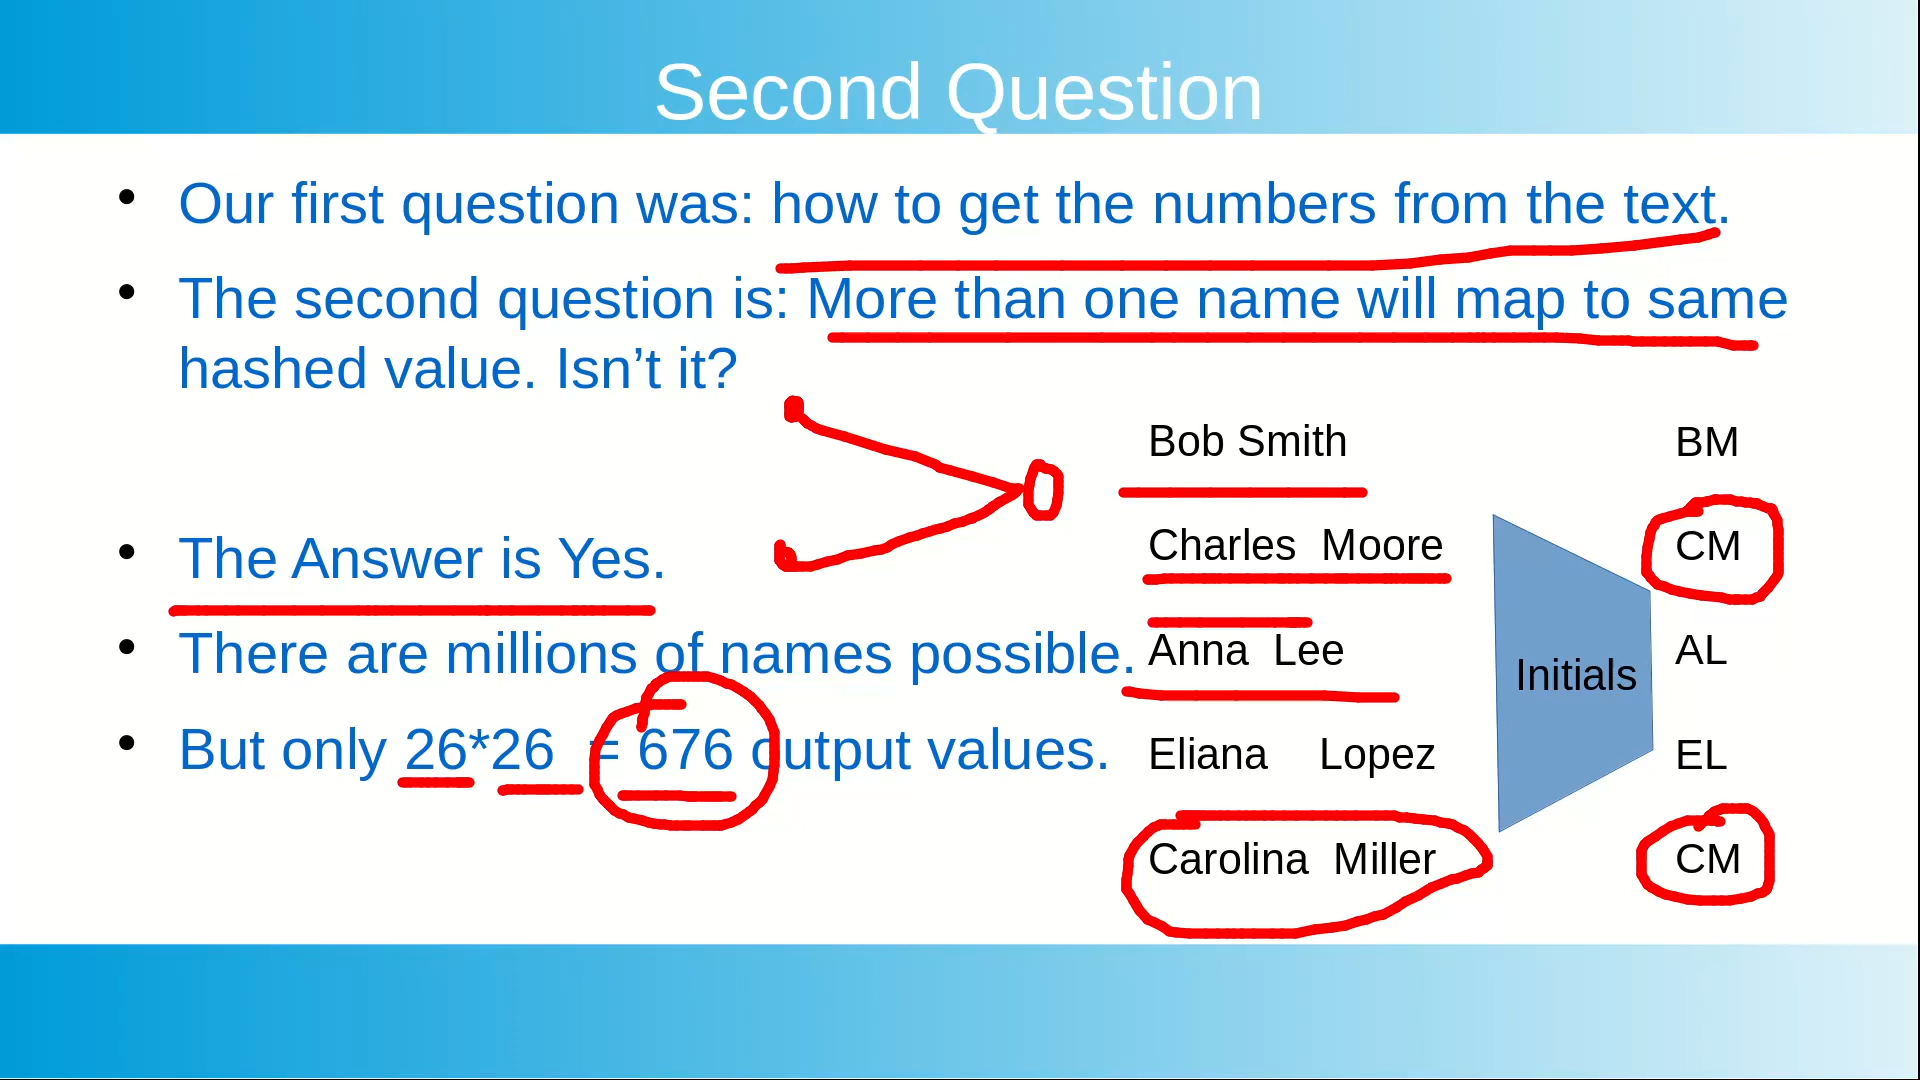 Second Question
Our first question was: how to get the numbers from the text.
The second question is: More than one name will map to same
hashed value. Isn’t it?
The Answer is Yes.
There are millions of names possible.
But only 26*26 = 676 output values.
Bob Smith BM
Charles Moore CM
Anna Lee AL
Initials
Eliana Lopez EL
Carolina Miller CM